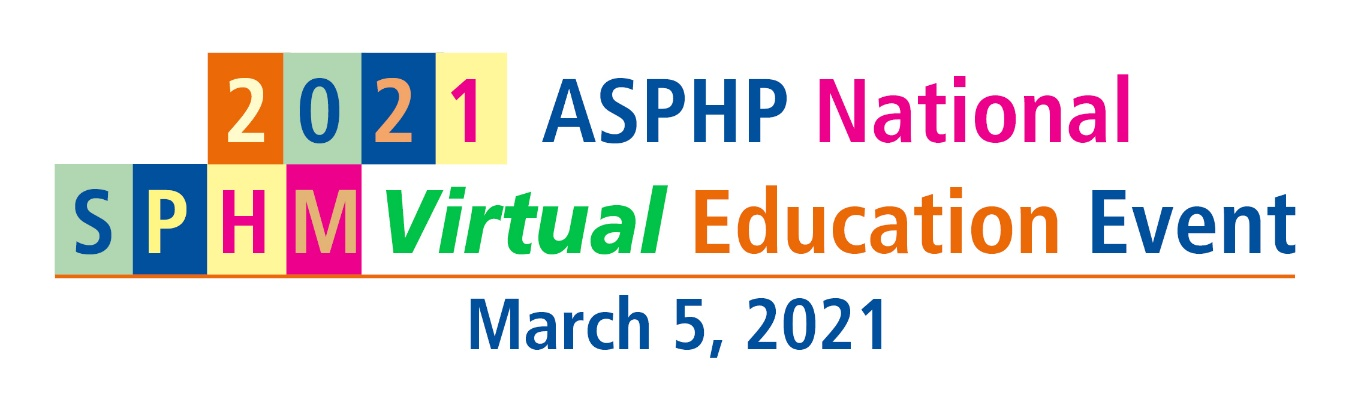 2021 ASPHP National
SPHM Virtual Education Event
March 5, 2021